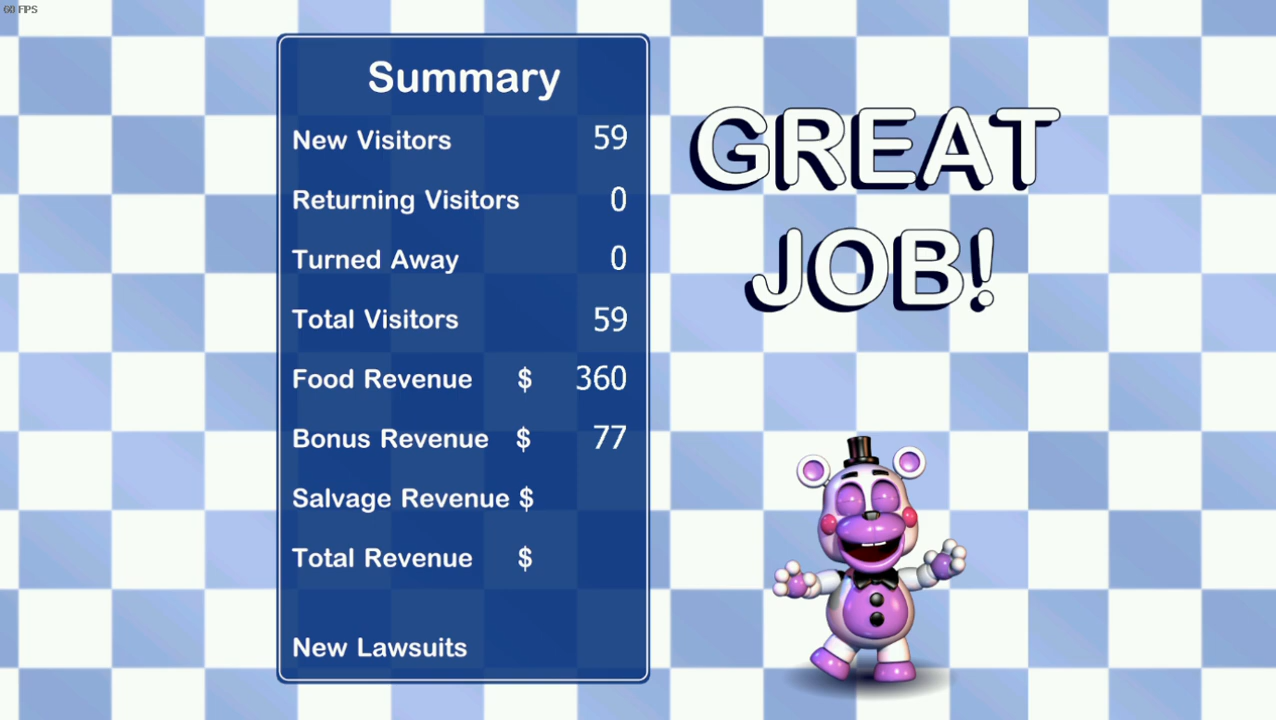 60 FPS
Summary
New Visitors 59
Returning Visitors 0
Turned Away 0
Total Visitors 59
Food Revenue $ 360
Bonus Revenue $ 77
Salvage Revenue $
Total Revenue $
New Lawsuits
GREAT
JOB!